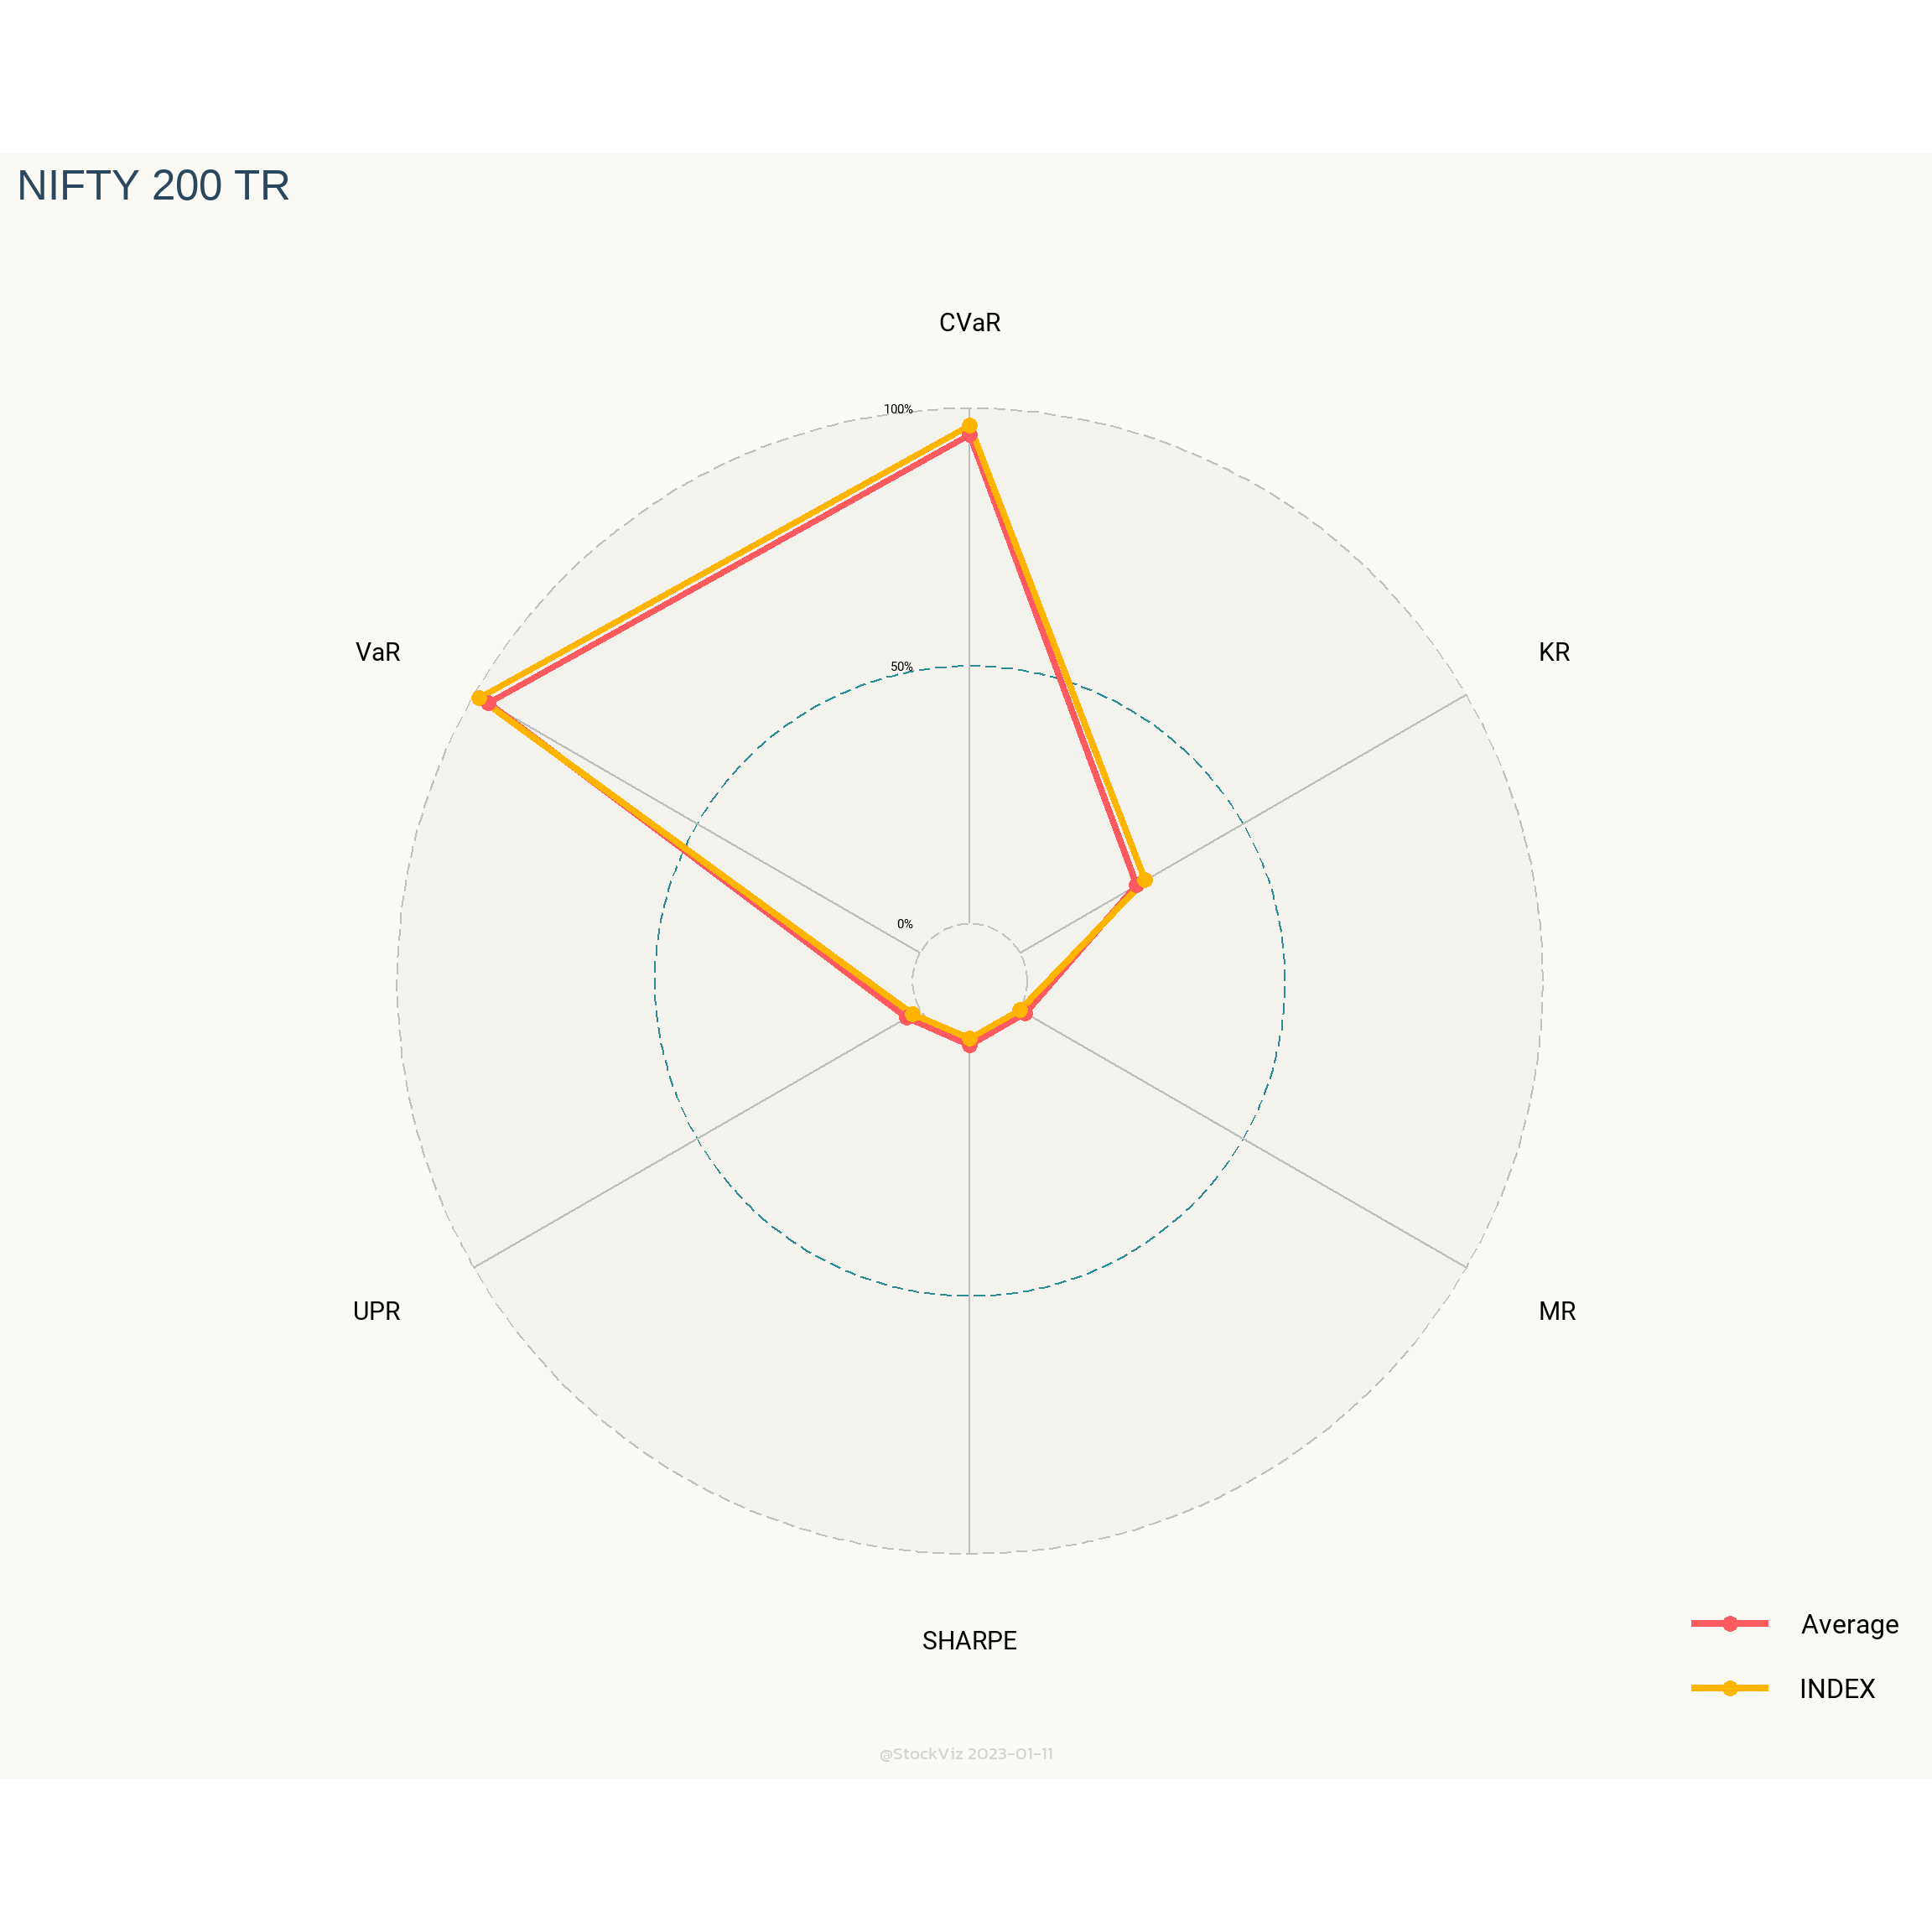 NIFTY 200 TR
CVaR
100%
VaR
KR
50%
0%
UPR
MR
SHARPE
Average
INDEX
@StockViz 2023-01-11